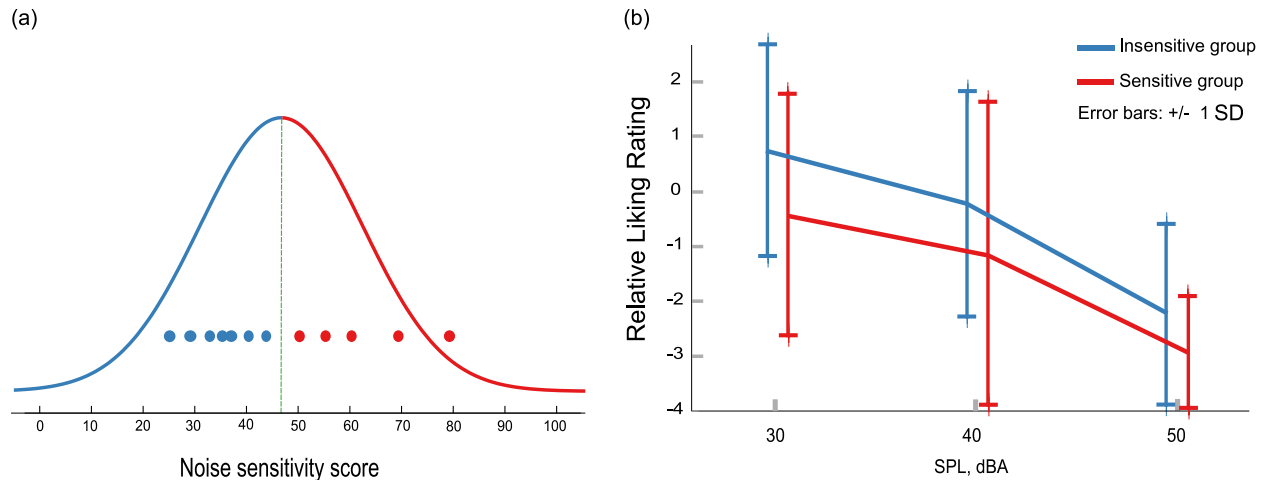 (a)
0 10 20 30 40 50 60 70 80 90 100
Noise sensitivity score
(b)
Insensitive group
Sensitive group
Error bars: +/- 1 SD
Relative Liking Rating
2
1
0
-1
-2
-3
-4
30 40 50
SPL, dBA